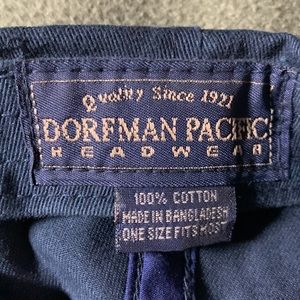 Quality Since 1921
DORFMAN PACIFIC
HEADWEAR
100% COTTON
MADE IN BANGLADESH
ONE SIZE FITS MOST